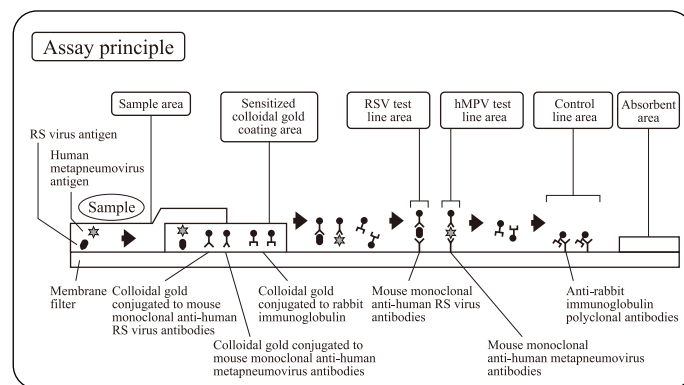 Assay principle
Sample area
Sensitized
colloidal gold
coating area
RSV test
line area
hMPV test
line area
Control
line area
Absorbent
area
RS virus antigen
Human
metapneumovirus
antigen
Sample
Membrane
filter
Colloidal gold
conjugated to mouse
monoclonal anti-human
RS virus antibodies
Colloidal gold
conjugated to rabbit
immunoglobulin
Colloidal gold conjugated to
mouse monoclonal anti-human
metapneumovirus antibodies
Mouse monoclonal
anti-human RS virus
antibodies
Mouse monoclonal
anti-human metapneumovirus
antibodies
Anti-rabbit
immunoglobulin
polyclonal antibodies